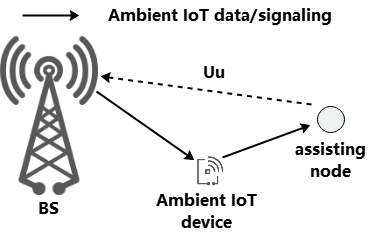 Ambient IoT data/signaling
Uu
assisting
node
Ambient IoT
device
BS